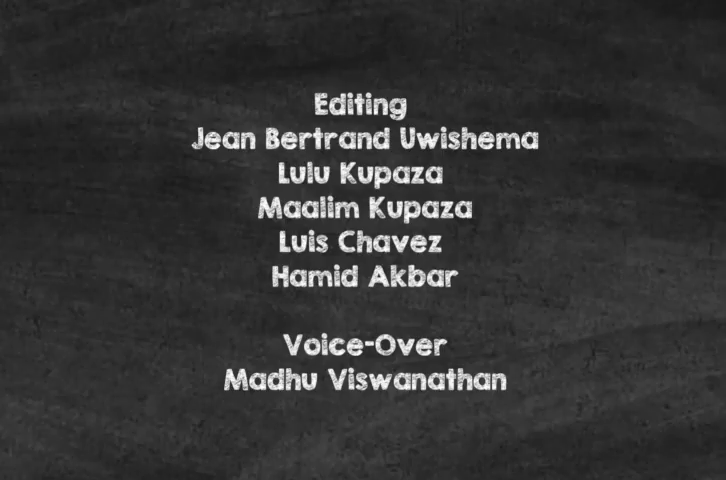 Editing
Jean Bertrand Uwishema
Lulu Kupaza
Maalim Kupaza
Luis Chavez
Hamid Akbar
Voice-Over
Madhu Viswanathan